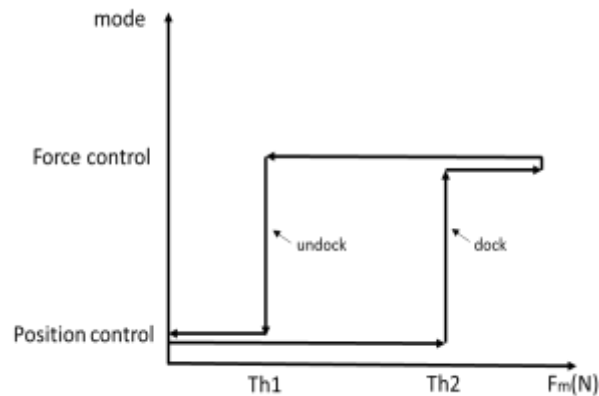 mode
Force control
undock
dock
Position control
Th1
Th2
Fm(N)